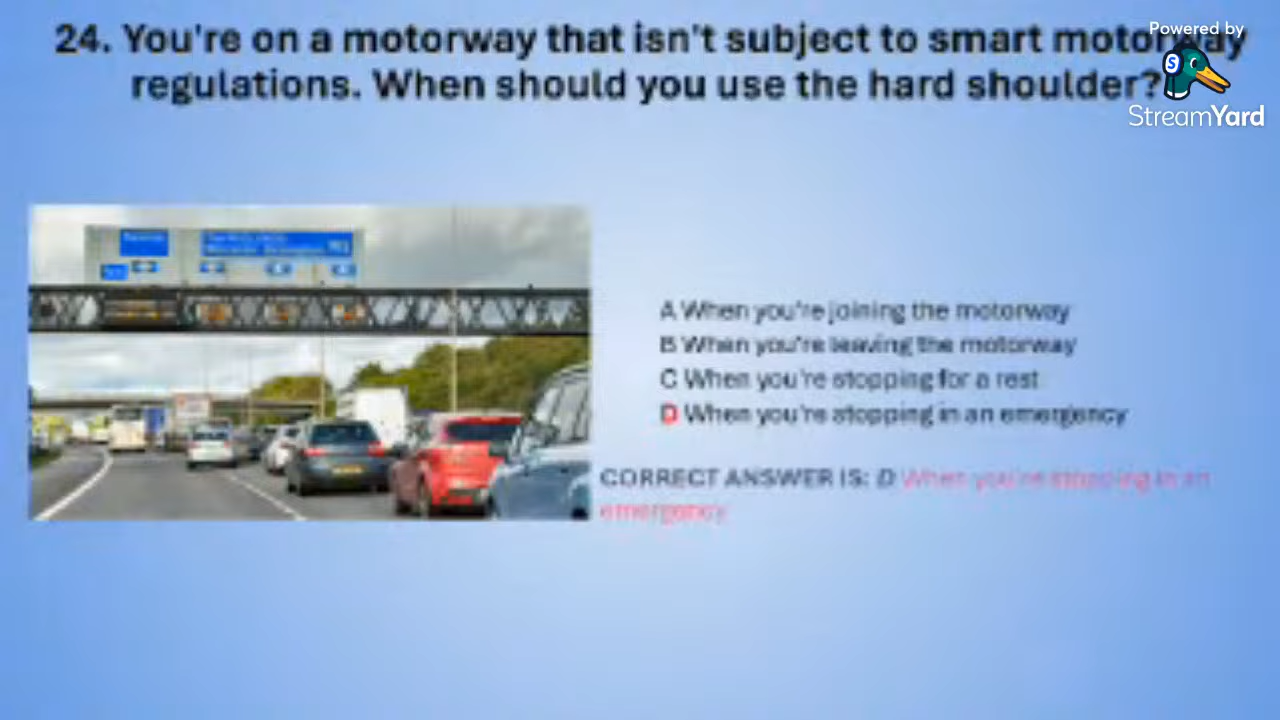 24. You're on a motorway that isn't subject to smart motorway
regulations. When should you use the hard shoulder?
Powered by
StreamYard
A When you're joining the motorway
B When you're leaving the motorway
C When you're stopping for a rest
D When you're stopping in an emergency
CORRECT ANSWER IS: D When you're stopping in an
emergency